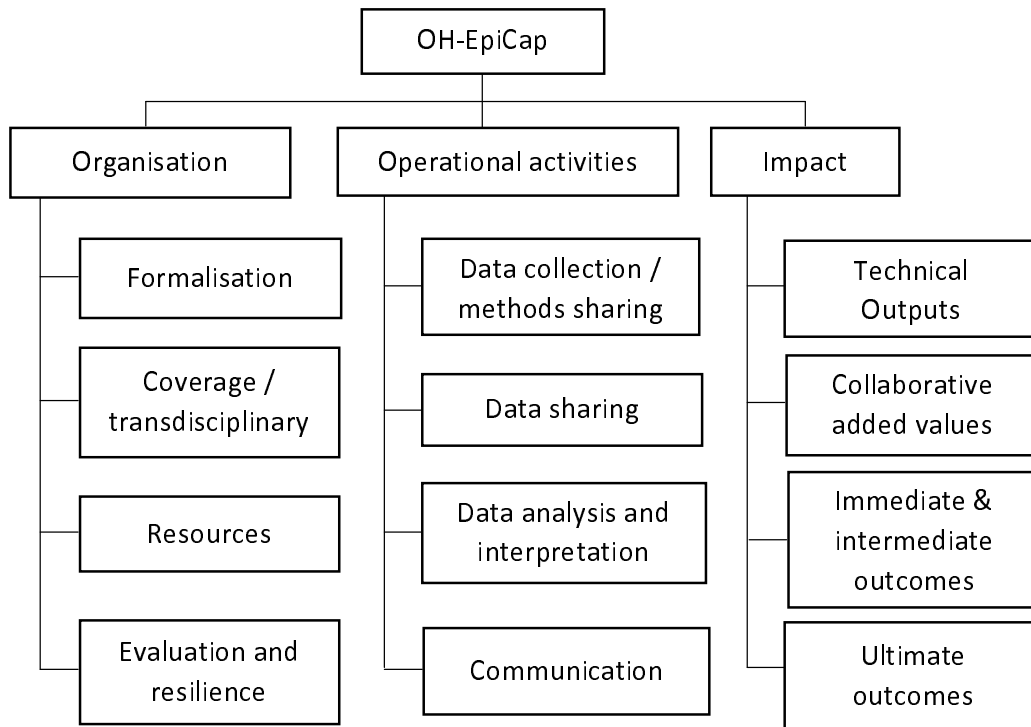 OH-EpiCap
Organisation
Formalisation
Coverage /
transdisciplinary
Resources
Evaluation and
resilience
Operational activities
Data collection /
methods sharing
Data sharing
Data analysis and
interpretation
Communication
Impact
Technical
Outputs
Collaborative
added values
Immediate &
intermediate
outcomes
Ultimate
outcomes